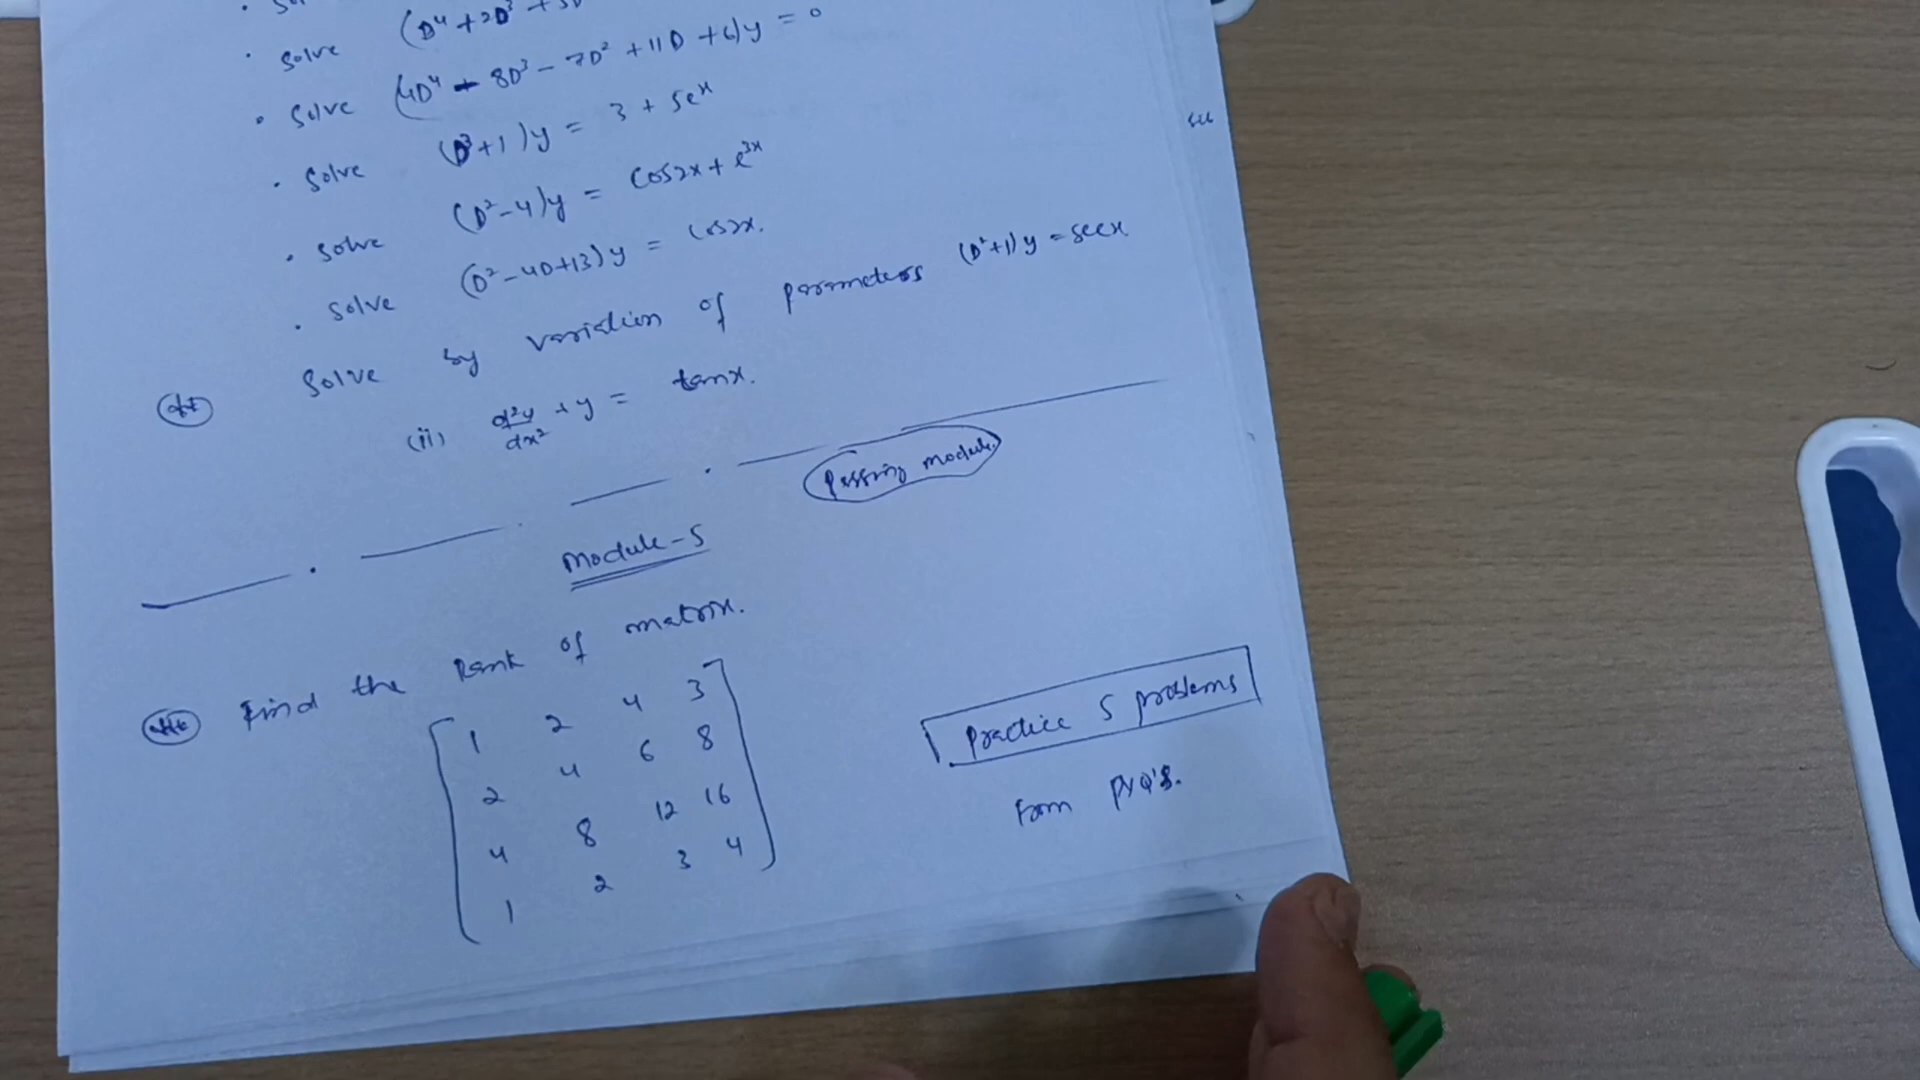 Solve (D⁴ + 2D³ +
• Solve (4D⁴ - 8D³ - 7D² + 11D + 6)y = 0
• Solve (D³+1)y = 3 + 5eˣ
• Solve (D²-4)y = Cos2x + e³ˣ
• Solve (D²-4D+13)y = Cos2x.
Solve by variation of parameters (D²+1)y = secx
(ii) d²y/dx² + y = tanx.
Passing module.
Module-5
Find the Rank of matrix.
1 2 4 3
2 4 6 8
4 8 12 16
1 2 3 4
Practice 5 problems
from PYQ's.